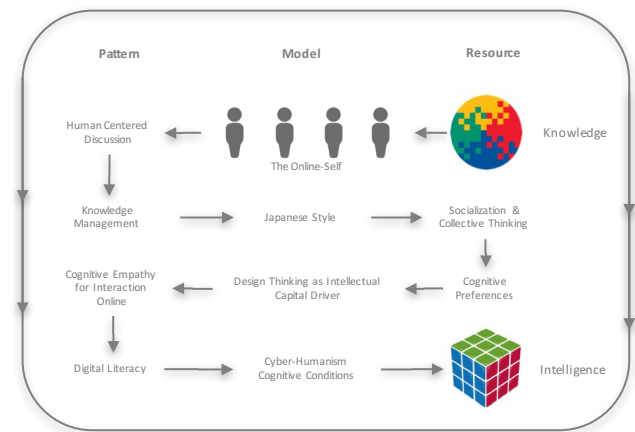 Pattern
Model
Resource
Knowledge
Human Centered
Discussion
The Online-Self
Knowledge
Management
Japanese Style
Socialization &
Collective Thinking
Cognitive Empathy
for Interaction
Online
Design Thinking as Intellectual
Capital Driver
Cognitive
Preferences
Digital Literacy
Cyber-Humanism
Cognitive Conditions
Intelligence